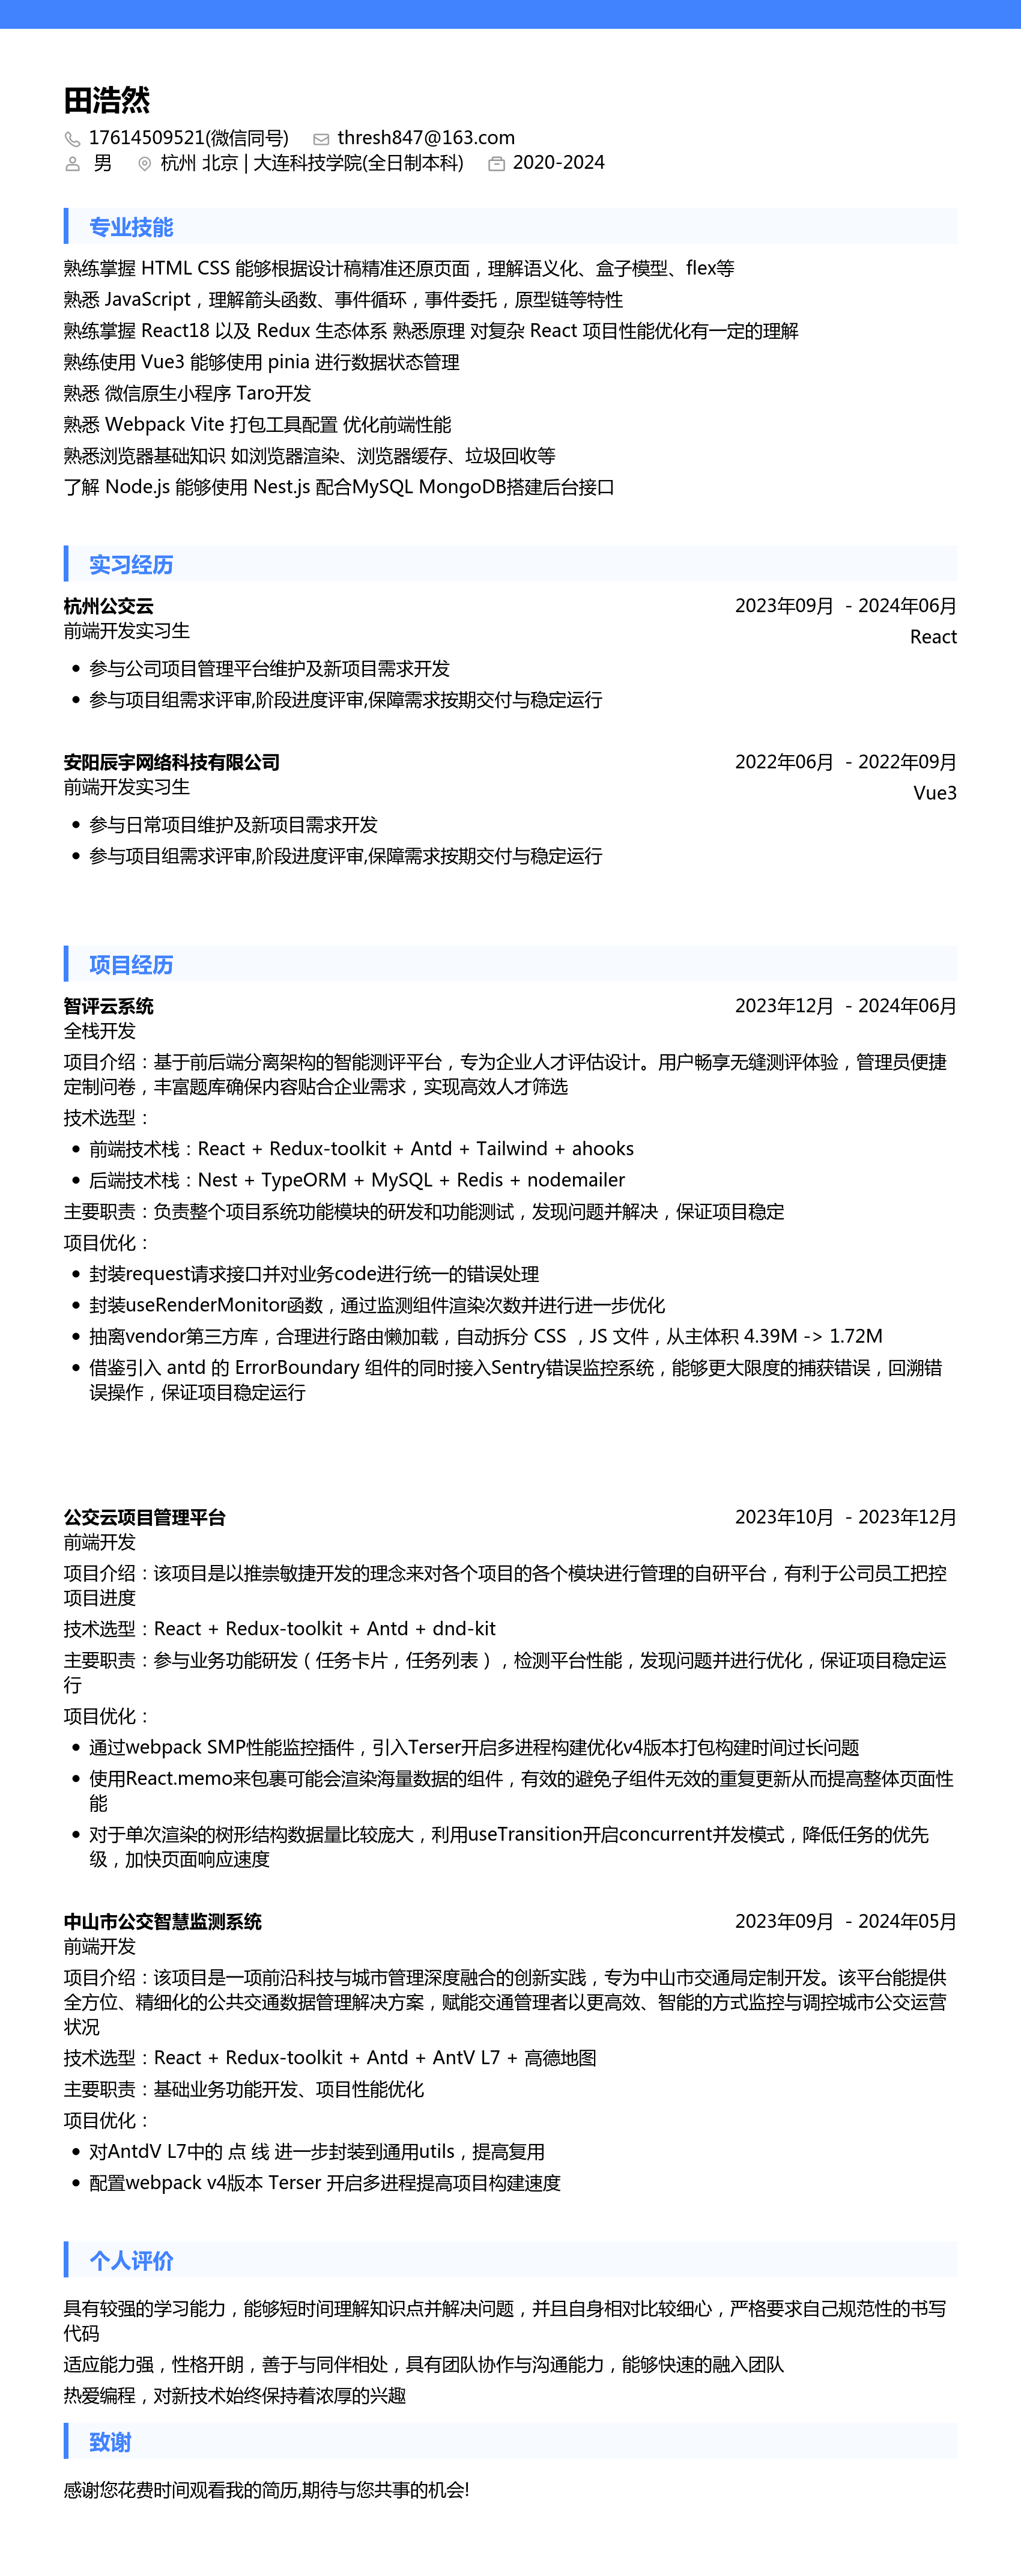 田浩然
17614509521(微信同号) thresh847@163.com
男 杭州 北京 | 大连科技学院(全日制本科) 2020-2024
专业技能
熟练掌握 HTML CSS 能够根据设计稿精准还原页面，理解语义化、盒子模型、flex等
熟悉 JavaScript，理解箭头函数、事件循环，事件委托，原型链等特性
熟练掌握 React18 以及 Redux 生态体系 熟悉原理 对复杂 React 项目性能优化有一定的理解
熟练使用 Vue3 能够使用 pinia 进行数据状态管理
熟悉 微信原生小程序 Taro开发
熟悉 Webpack Vite 打包工具配置 优化前端性能
熟悉浏览器基础知识 如浏览器渲染、浏览器缓存、垃圾回收等
了解 Node.js 能够使用 Nest.js 配合MySQL MongoDB搭建后台接口
实习经历
杭州公交云 2023年09月 - 2024年06月
前端开发实习生 React
• 参与公司项目管理平台维护及新项目需求开发
• 参与项目组需求评审,阶段进度评审,保障需求按期交付与稳定运行
安阳辰宇网络科技有限公司 2022年06月 - 2022年09月
前端开发实习生 Vue3
• 参与日常项目维护及新项目需求开发
• 参与项目组需求评审,阶段进度评审,保障需求按期交付与稳定运行
项目经历
智评云系统 2023年12月 - 2024年06月
全栈开发
项目介绍：基于前后端分离架构的智能测评平台，专为企业人才评估设计。用户畅享无缝测评体验，管理员便捷
定制问卷，丰富题库确保内容贴合企业需求，实现高效人才筛选
技术选型：
• 前端技术栈：React + Redux-toolkit + Antd + Tailwind + ahooks
• 后端技术栈：Nest + TypeORM + MySQL + Redis + nodemailer
主要职责：负责整个项目系统功能模块的研发和功能测试，发现问题并解决，保证项目稳定
项目优化：
• 封装request请求接口并对业务code进行统一的错误处理
• 封装useRenderMonitor函数，通过监测组件渲染次数并进行进一步优化
• 抽离vendor第三方库，合理进行路由懒加载，自动拆分 CSS ，JS 文件，从主体积 4.39M -> 1.72M
• 借鉴引入 antd 的 ErrorBoundary 组件的同时接入Sentry错误监控系统，能够更大限度的捕获错误，回溯错
误操作，保证项目稳定运行
公交云项目管理平台 2023年10月 - 2023年12月
前端开发
项目介绍：该项目是以推崇敏捷开发的理念来对各个项目的各个模块进行管理的自研平台，有利于公司员工把控
项目进度
技术选型：React + Redux-toolkit + Antd + dnd-kit
主要职责：参与业务功能研发（任务卡片，任务列表），检测平台性能，发现问题并进行优化，保证项目稳定运
行
项目优化：
• 通过webpack SMP性能监控插件，引入Terser开启多进程构建优化v4版本打包构建时间过长问题
• 使用React.memo来包裹可能会渲染海量数据的组件，有效的避免子组件无效的重复更新从而提高整体页面性
能
• 对于单次渲染的树形结构数据量比较庞大，利用useTransition开启concurrent并发模式，降低任务的优先
级，加快页面响应速度
中山市公交智慧监测系统 2023年09月 - 2024年05月
前端开发
项目介绍：该项目是一项前沿科技与城市管理深度融合的创新实践，专为中山市交通局定制开发。该平台能提供
全方位、精细化的公共交通数据管理解决方案，赋能交通管理者以更高效、智能的方式监控与调控城市公交运营
状况
技术选型：React + Redux-toolkit + Antd + AntV L7 + 高德地图
主要职责：基础业务功能开发、项目性能优化
项目优化：
• 对AntdV L7中的 点 线 进一步封装到通用utils，提高复用
• 配置webpack v4版本 Terser 开启多进程提高项目构建速度
个人评价
具有较强的学习能力，能够短时间理解知识点并解决问题，并且自身相对比较细心，严格要求自己规范性的书写
代码
适应能力强，性格开朗，善于与同伴相处，具有团队协作与沟通能力，能够快速的融入团队
热爱编程，对新技术始终保持着浓厚的兴趣
致谢
感谢您花费时间观看我的简历,期待与您共事的机会!